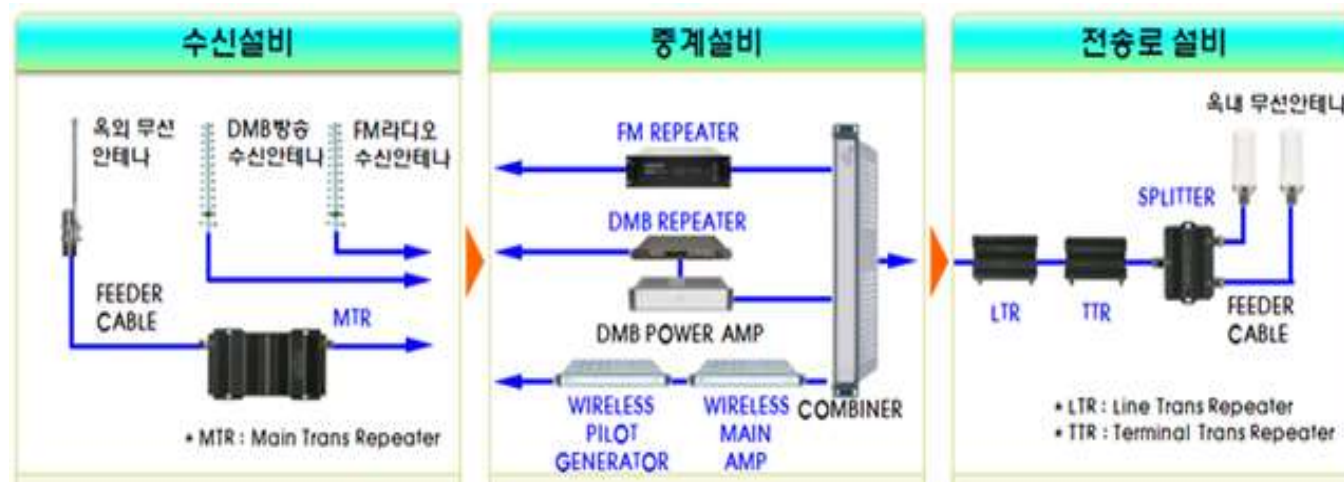 수신설비
옥외 무선
안테나
DMB방송
수신안테나
FM라디오
수신안테나
FEEDER
CABLE
MTR
* MTR : Main Trans Repeater
중계설비
FM REPEATER
DMB REPEATER
DMB POWER AMP
WIRELESS
PILOT
GENERATOR
WIRELESS
MAIN
AMP
COMBINER
전송로 설비
옥내 무선안테나
SPLITTER
LTR
TTR
FEEDER
CABLE
* LTR : Line Trans Repeater
* TTR : Terminal Trans Repeater